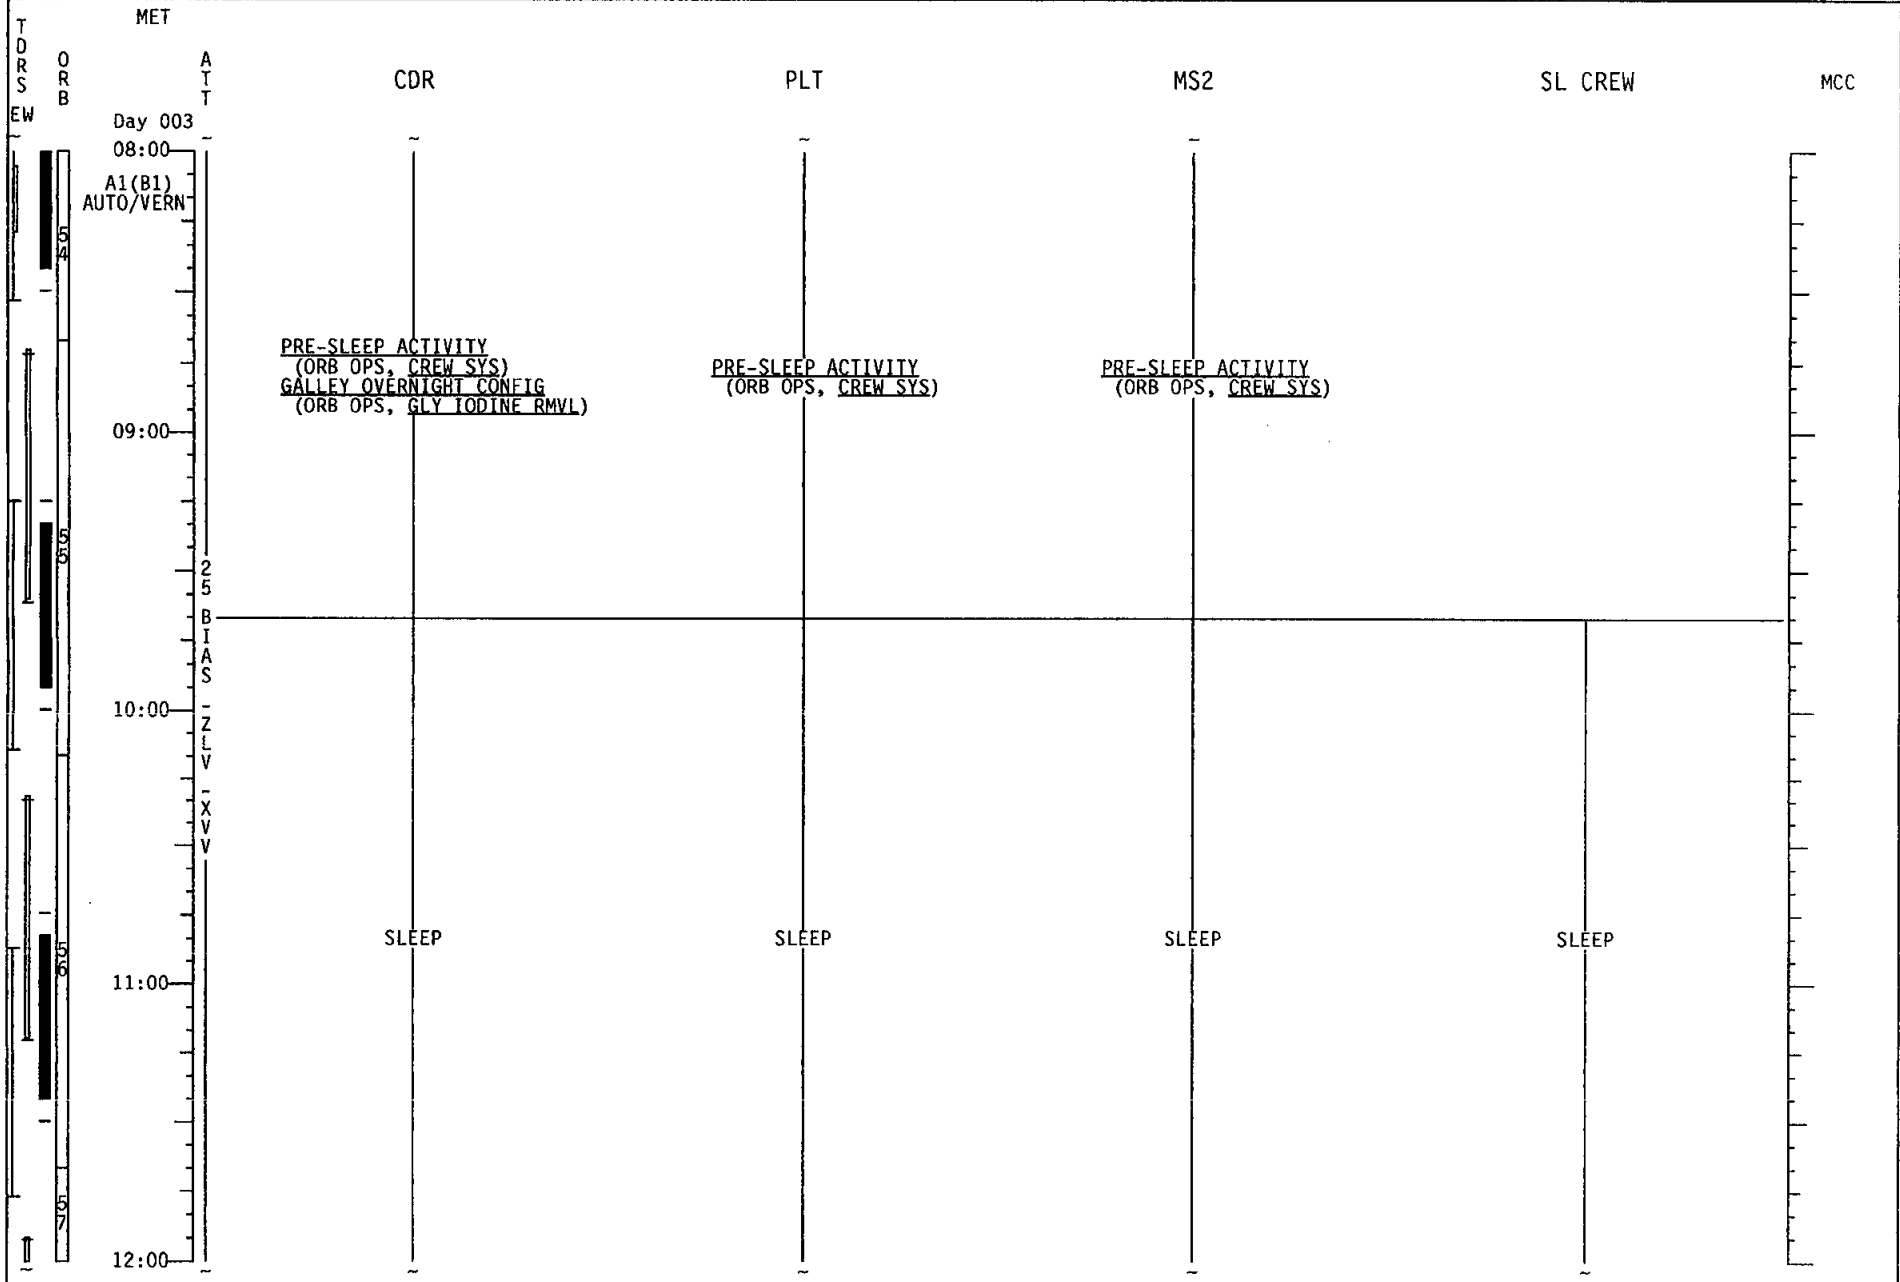 MET
TDRS
ORB
ATT
CDR
PLT
MS2
SL CREW
MCC
EW
Day 003
08:00
A1(B1)
AUTO/VERN
54
PRE-SLEEP ACTIVITY
(ORB OPS, CREW SYS)
GALLEY OVERNIGHT CONFIG
(ORB OPS, GLY IODINE RMVL)
PRE-SLEEP ACTIVITY
(ORB OPS, CREW SYS)
PRE-SLEEP ACTIVITY
(ORB OPS, CREW SYS)
09:00
55
25 BIAS -ZLV -XVV
10:00
SLEEP
SLEEP
SLEEP
SLEEP
56
11:00
57
12:00